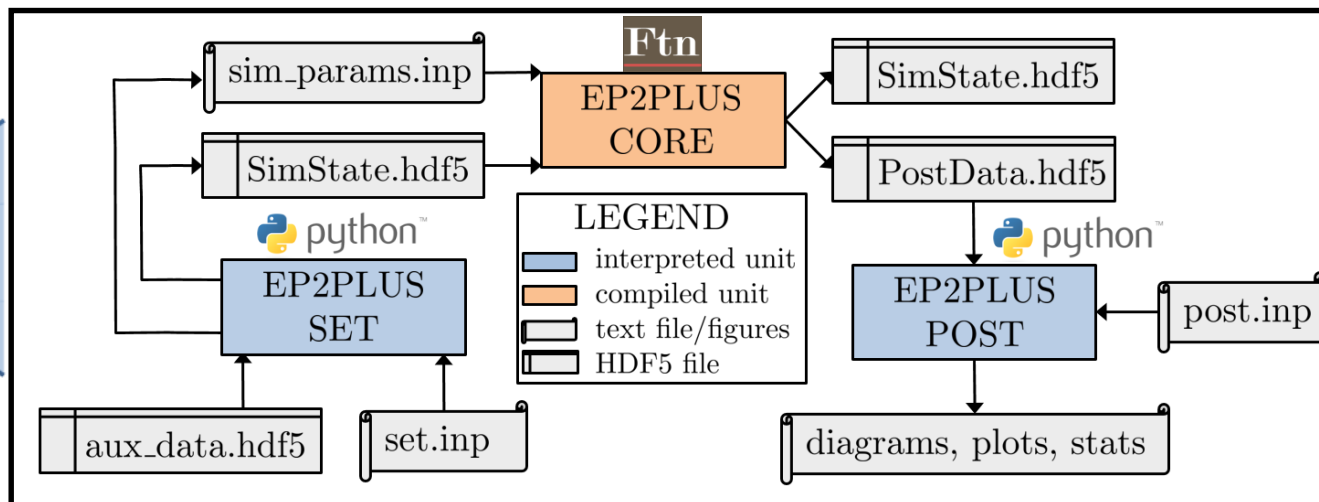 Ftn
sim_params.inp
EP2PLUS
CORE
SimState.hdf5
SimState.hdf5
PostData.hdf5
python™
LEGEND
interpreted unit
compiled unit
text file/figures
HDF5 file
python™
EP2PLUS
SET
EP2PLUS
POST
post.inp
aux_data.hdf5
set.inp
diagrams, plots, stats